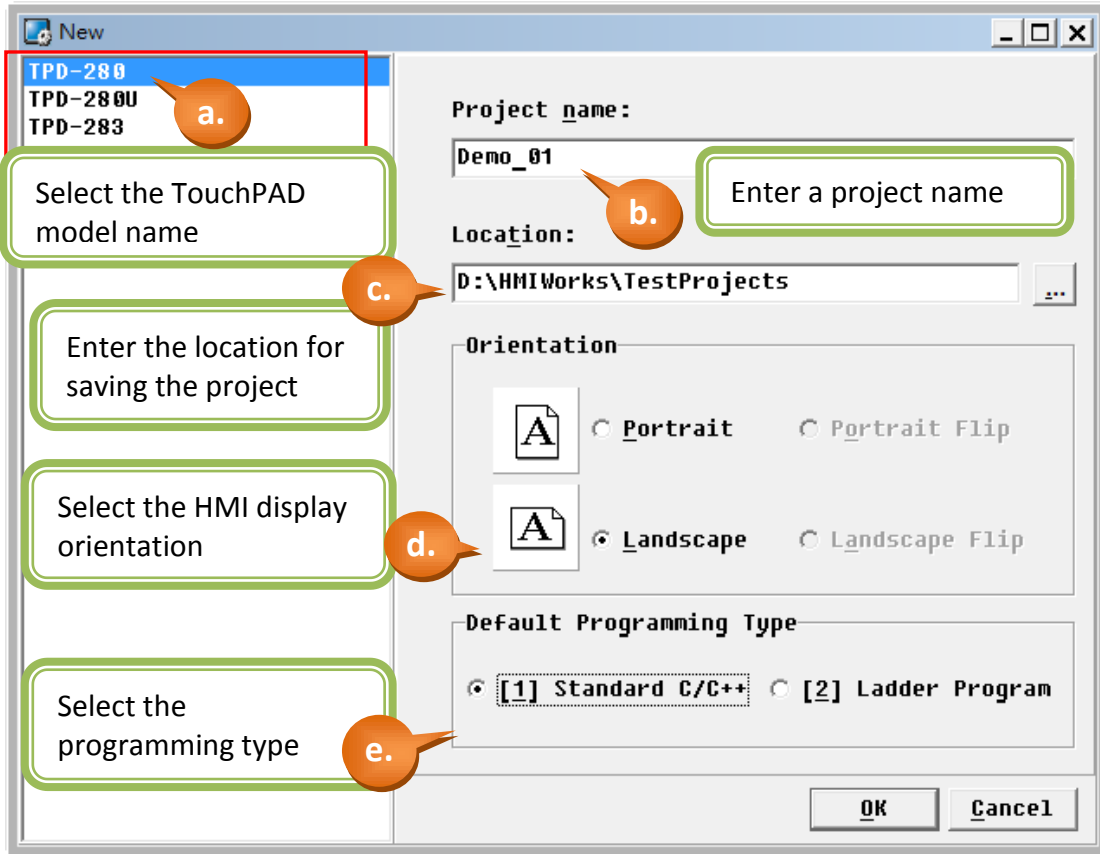 New
TPD-280
TPD-280U
TPD-283
a.
Select the TouchPAD
model name
Project name:
Demo_01
b.
Enter a project name
Location:
c.
D:\HMIWorks\TestProjects
...
Enter the location for
saving the project
Orientation
A
Portrait
Portrait Flip
Select the HMI display
orientation
d.
A
Landscape
Landscape Flip
Default Programming Type
[1] Standard C/C++
[2] Ladder Program
Select the
programming type
e.
OK
Cancel